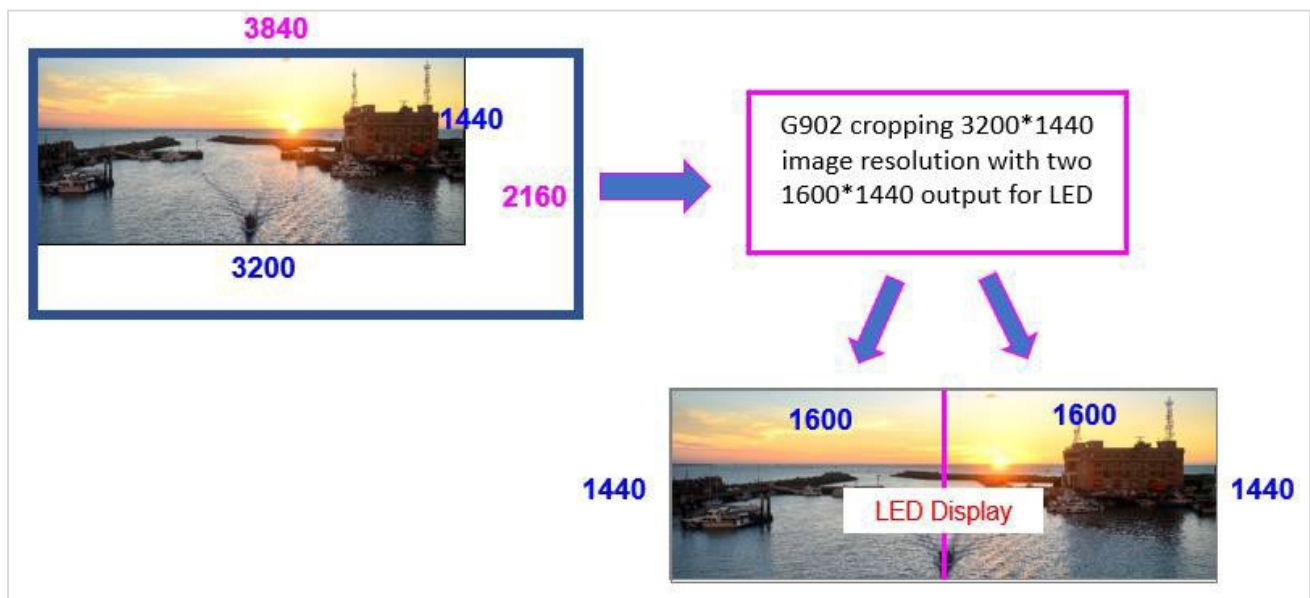 3840
1440
2160
3200
G902 cropping 3200*1440
image resolution with two
1600*1440 output for LED
1600
1600
1440
1440
LED Display